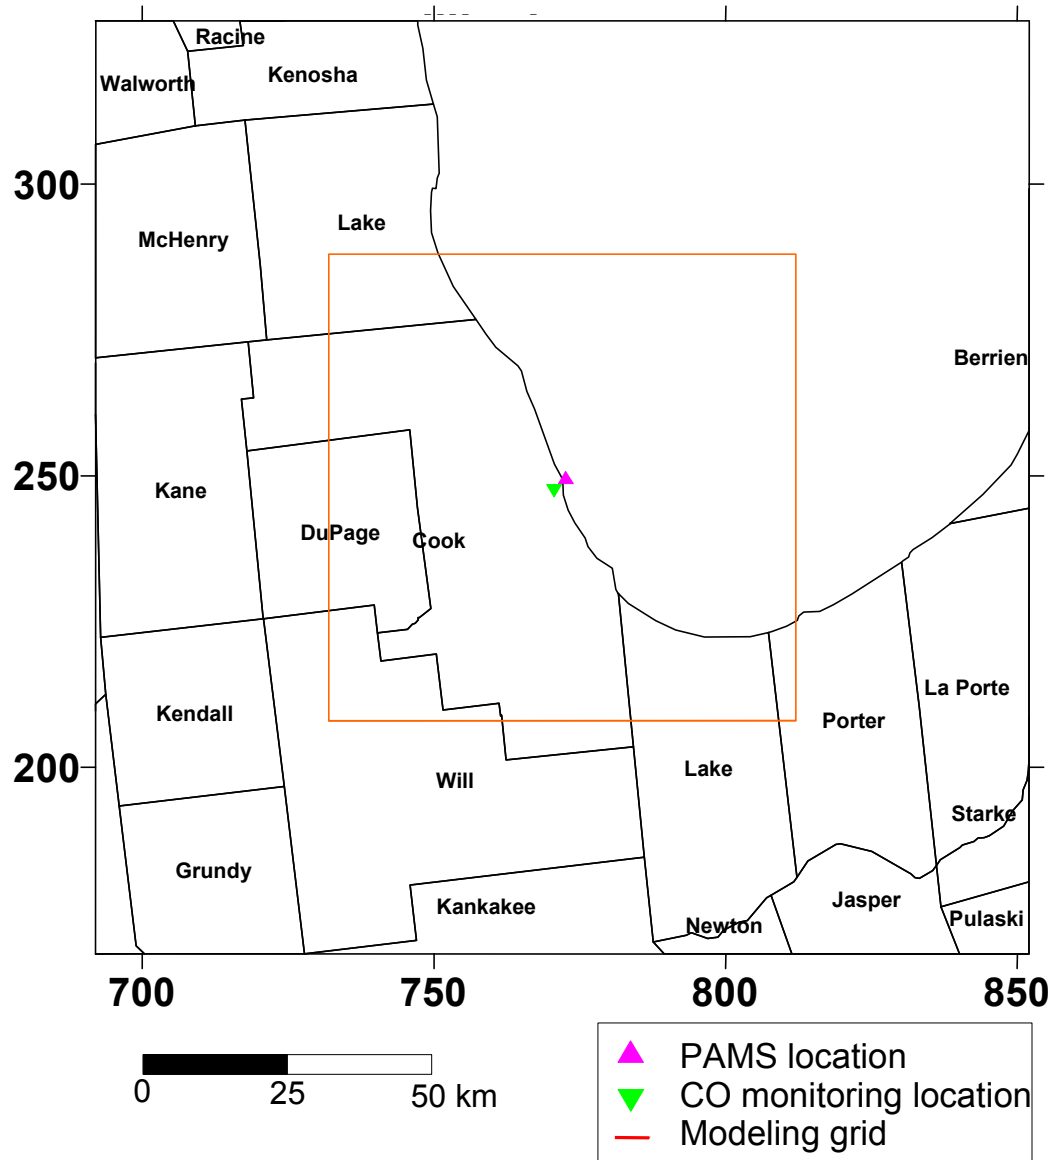 Racine
Walworth
Kenosha
300
McHenry
Lake
Berrien
250
Kane
DuPage
Cook
La Porte
Kendall
Porter
200
Will
Lake
Starke
Grundy
Kankakee
Jasper
Newton
Pulaski
700
750
800
850
0
25
50 km
PAMS location
CO monitoring location
Modeling grid